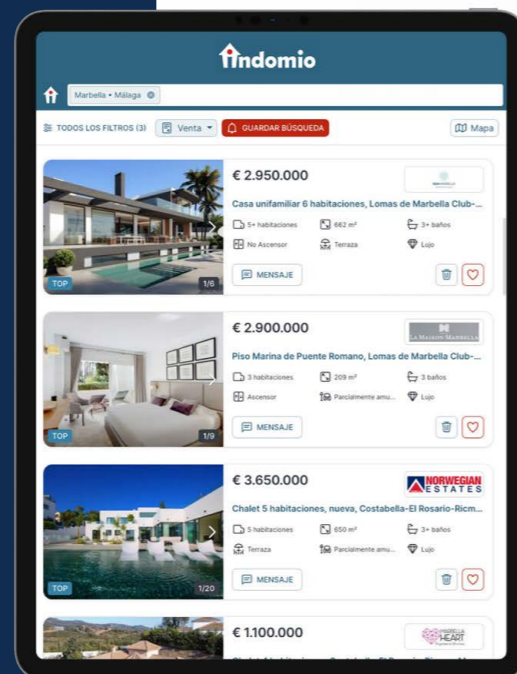 indomio
Marbella • Málaga
TODOS LOS FILTROS (3)
Venta
GUARDAR BÚSQUEDA
Mapa
€ 2.950.000
Casa unifamiliar 6 habitaciones, Lomas de Marbella Club-...
5+ habitaciones
662 m²
3+ baños
No Ascensor
Terraza
Lujo
MENSAJE
TOP
1/6
€ 2.900.000
LA MAISON MARBELLA
Piso Marina de Puente Romano, Lomas de Marbella Club-...
3 habitaciones
209 m²
3 baños
Ascensor
Parcialmente amu...
Lujo
MENSAJE
TOP
1/9
€ 3.650.000
NORWEGIAN
ESTATES
Chalet 5 habitaciones, nueva, Costabella-El Rosario-Ricm...
5 habitaciones
650 m²
3+ baños
Terraza
Parcialmente amu...
Lujo
MENSAJE
TOP
1/20
€ 1.100.000
MARBELLA
HEART